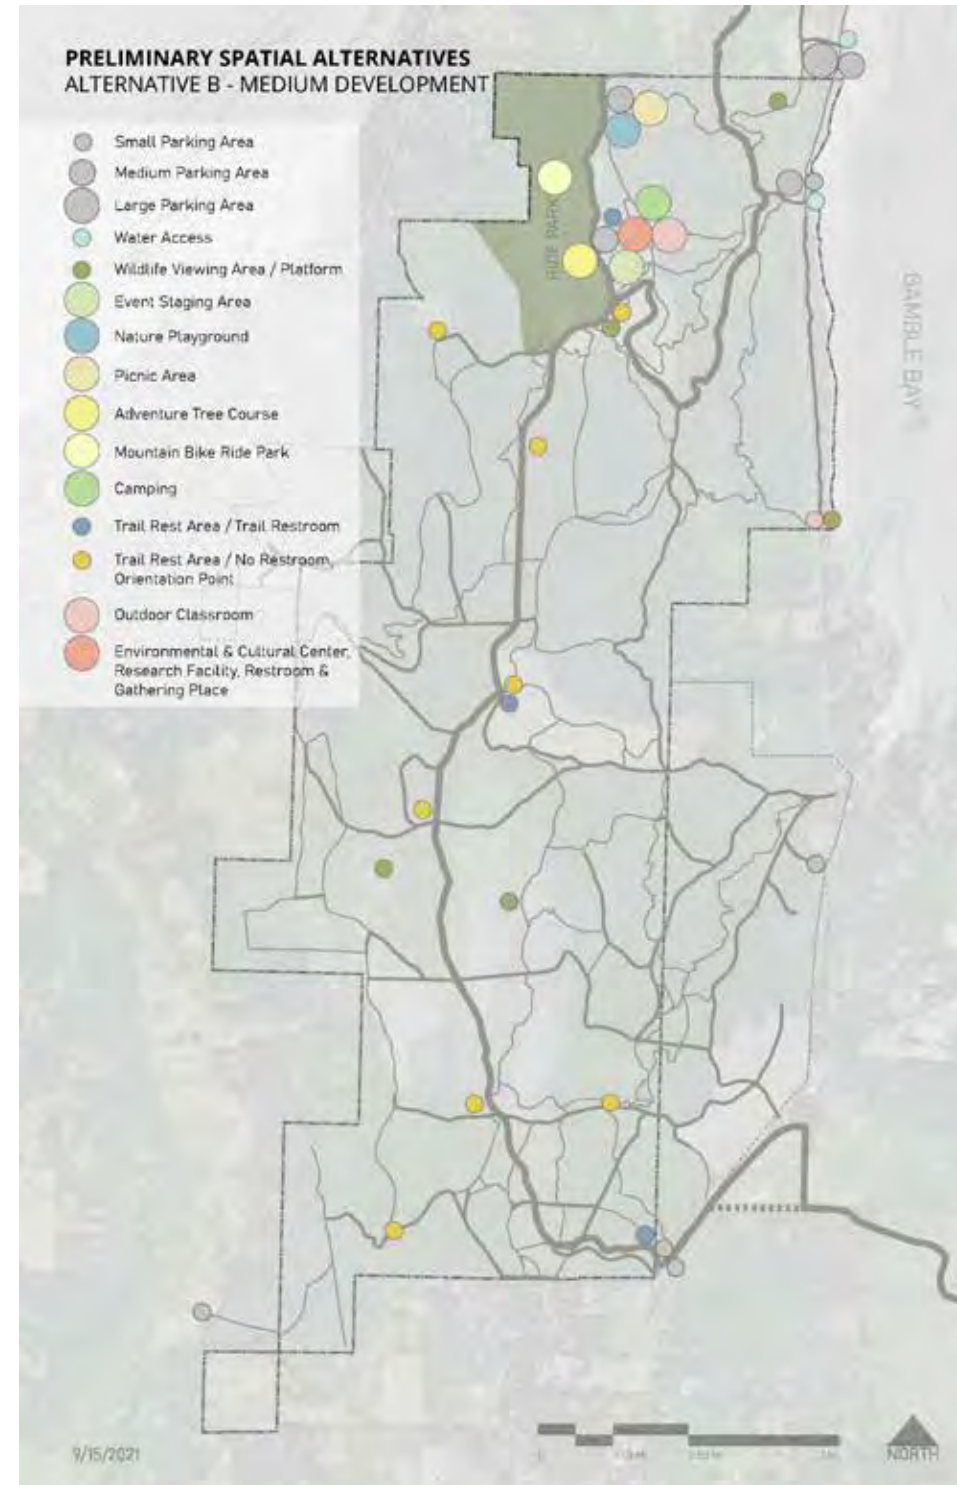 PRELIMINARY SPATIAL ALTERNATIVES
ALTERNATIVE B - MEDIUM DEVELOPMENT
Small Parking Area
Medium Parking Area
Large Parking Area
Water Access
Wildlife Viewing Area / Platform
Event Staging Area
Nature Playground
Picnic Area
Adventure Tree Course
Mountain Bike Ride Park
Camping
Trail Rest Area / Trail Restroom
Trail Rest Area / No Restroom,
Orientation Point
Outdoor Classroom
Environmental & Cultural Center,
Research Facility, Restroom &
Gathering Place
RIDE PARK
GAMBLE BAY
9/15/2021
NORTH